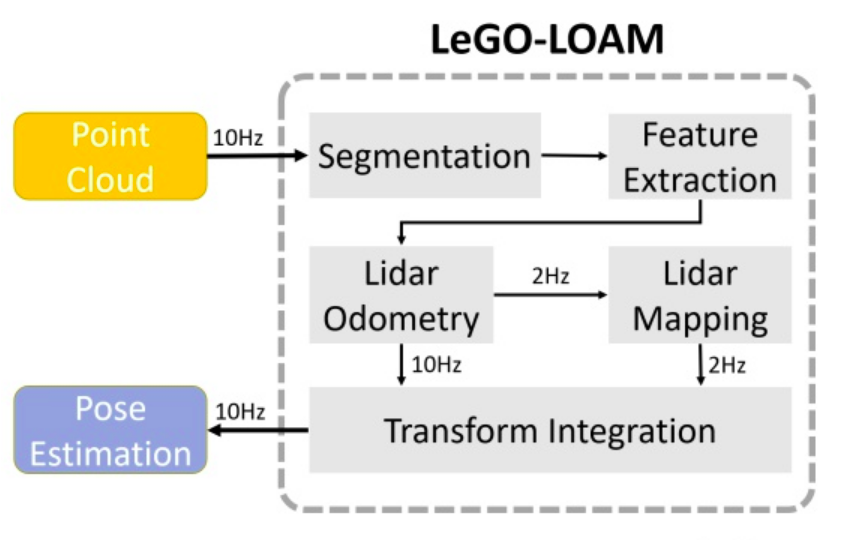 LeGO-LOAM
Point
Cloud
10Hz
Segmentation
Feature
Extraction
Lidar
Odometry
2Hz
Lidar
Mapping
10Hz
2Hz
Pose
Estimation
10Hz
Transform Integration